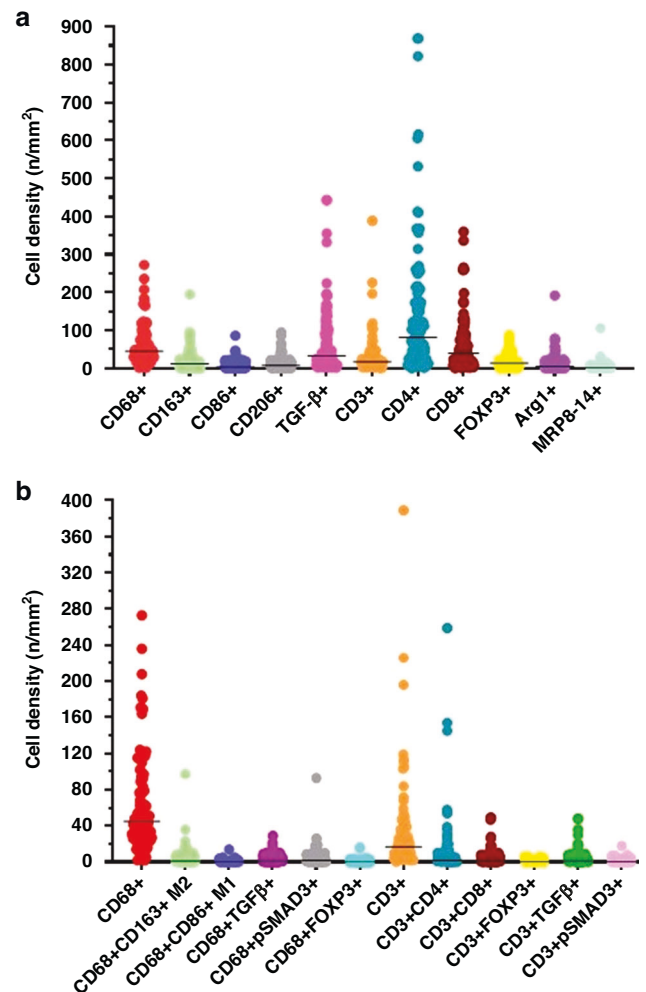 a
Cell density (n/mm²)
900
800
700
600
500
400
300
200
100
0
CD68+
CD163+
CD86+
CD206+
TGF-β+
CD3+
CD4+
CD8+
FOXP3+
Arg1+
MRP8-14+
b
Cell density (n/mm²)
400
360
320
280
240
200
160
120
80
40
0
CD68+
CD68+CD163+ M2
CD68+CD86+ M1
CD68+TGFβ+
CD68+pSMAD3+
CD68+FOXP3+
CD3+
CD3+CD4+
CD3+CD8+
CD3+FOXP3+
CD3+TGFβ+
CD3+pSMAD3+